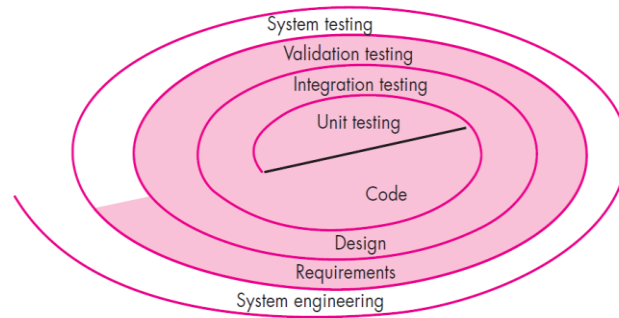 System testing
Validation testing
Integration testing
Unit testing
Code
Design
Requirements
System engineering